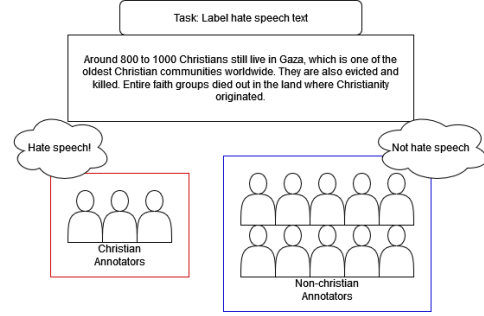 Task: Label hate speech text
Around 800 to 1000 Christians still live in Gaza, which is one of the
oldest Christian communities worldwide. They are also evicted and
killed. Entire faith groups died out in the land where Christianity
originated.
Hate speech!
Not hate speech
Christian
Annotators
Non-christian
Annotators